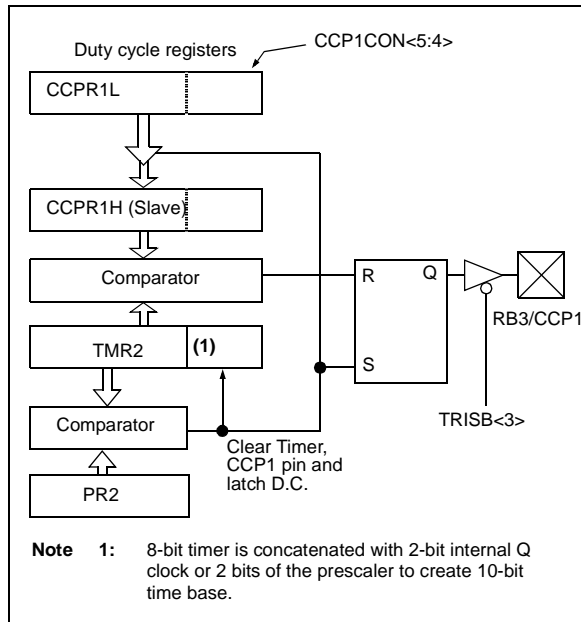 Duty cycle registers
CCP1CON<5:4>
CCPR1L
CCPR1H (Slave)
Comparator
R
Q
RB3/CCP1
TMR2
(1)
S
TRISB<3>
Comparator
Clear Timer,
CCP1 pin and
latch D.C.
PR2
Note 1: 8-bit timer is concatenated with 2-bit internal Q
clock or 2 bits of the prescaler to create 10-bit
time base.